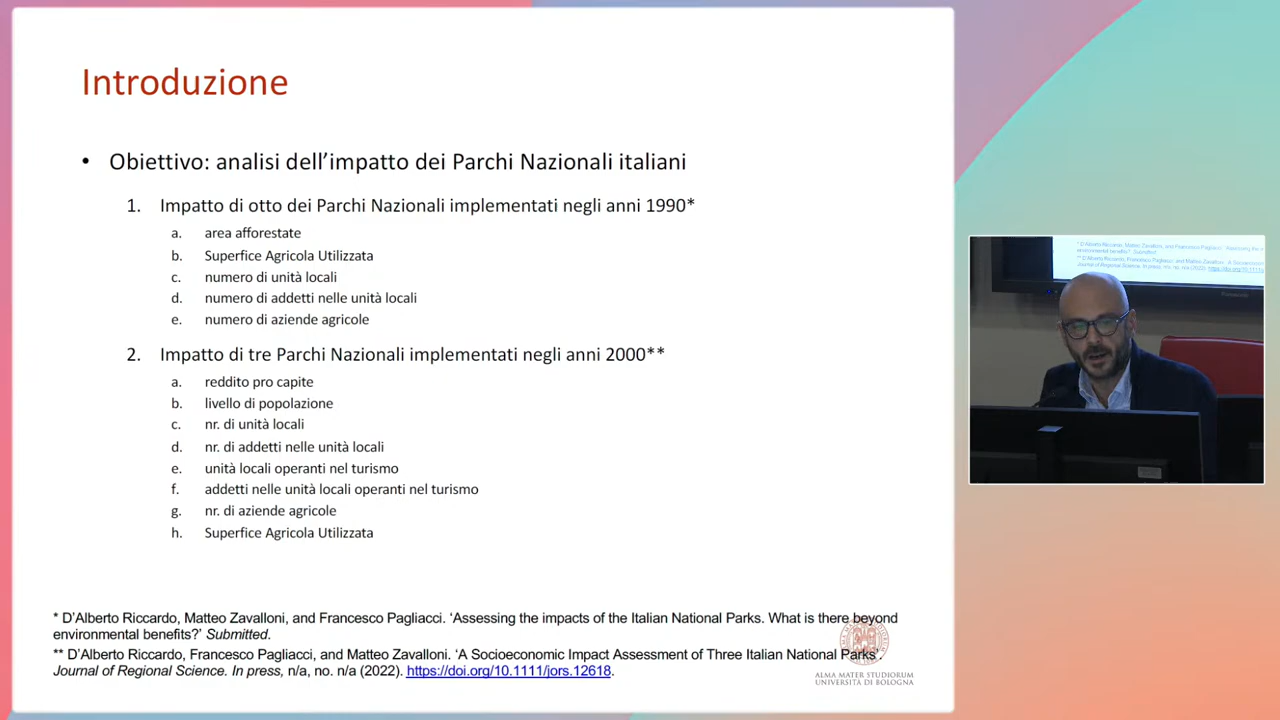 Introduzione
• Obiettivo: analisi dell’impatto dei Parchi Nazionali italiani
1. Impatto di otto dei Parchi Nazionali implementati negli anni 1990*
a. area afforestate
b. Superfice Agricola Utilizzata
c. numero di unità locali
d. numero di addetti nelle unità locali
e. numero di aziende agricole
2. Impatto di tre Parchi Nazionali implementati negli anni 2000**
a. reddito pro capite
b. livello di popolazione
c. nr. di unità locali
d. nr. di addetti nelle unità locali
e. unità locali operanti nel turismo
f. addetti nelle unità locali operanti nel turismo
g. nr. di aziende agricole
h. Superfice Agricola Utilizzata
* D’Alberto Riccardo, Matteo Zavalloni, and Francesco Pagliacci. ‘Assessing the impacts of the Italian National Parks. What is there beyond
environmental benefits?’ Submitted.
** D’Alberto Riccardo, Francesco Pagliacci, and Matteo Zavalloni. ‘A Socioeconomic Impact Assessment of Three Italian National Parks’.
Journal of Regional Science. In press, n/a, no. n/a (2022). https://doi.org/10.1111/jors.12618.
ALMA MATER STUDIORUM
UNIVERSITÀ DI BOLOGNA